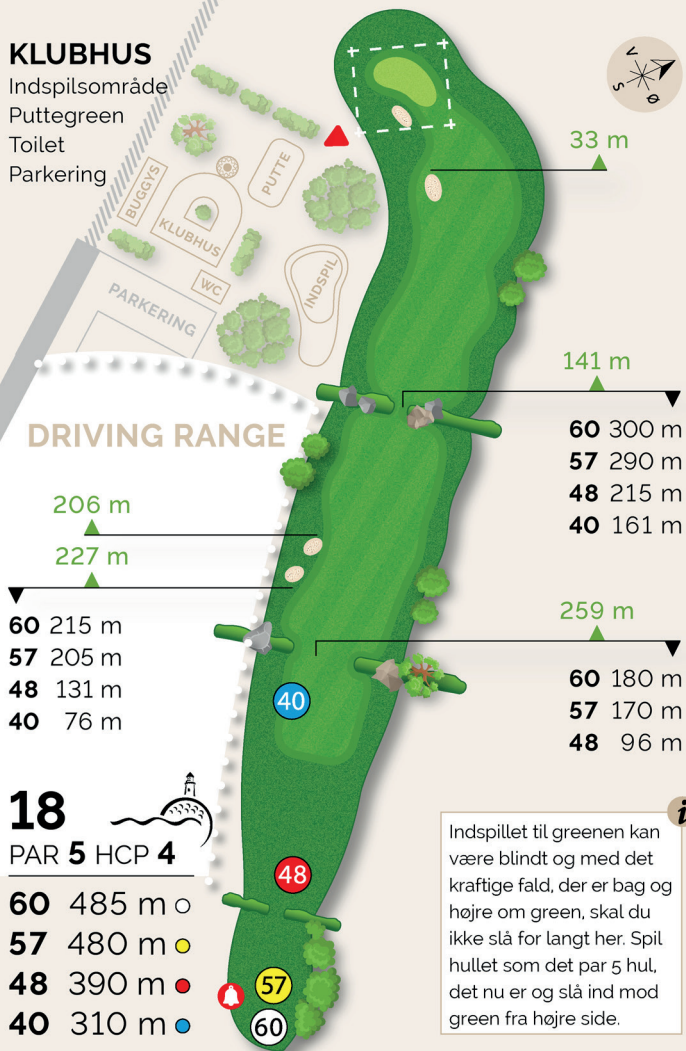 KLUBHUS
Indspilsområde
Puttegreen
Toilet
Parkering
V
S
Ø
BUGGYS
KLUBHUS
PUTTE
WC
INDSPIL
PARKERING
DRIVING RANGE
33 m
141 m
60 300 m
57 290 m
48 215 m
40 161 m
206 m
227 m
60 215 m
57 205 m
48 131 m
40 76 m
259 m
60 180 m
57 170 m
48 96 m
40
48
57
60
18
PAR 5 HCP 4
60 485 m
57 480 m
48 390 m
40 310 m
i
Indspillet til greenen kan
være blindt og med det
kraftige fald, der er bag og
højre om green, skal du
ikke slå for langt her. Spil
hullet som det par 5 hul,
det nu er og slå ind mod
green fra højre side.